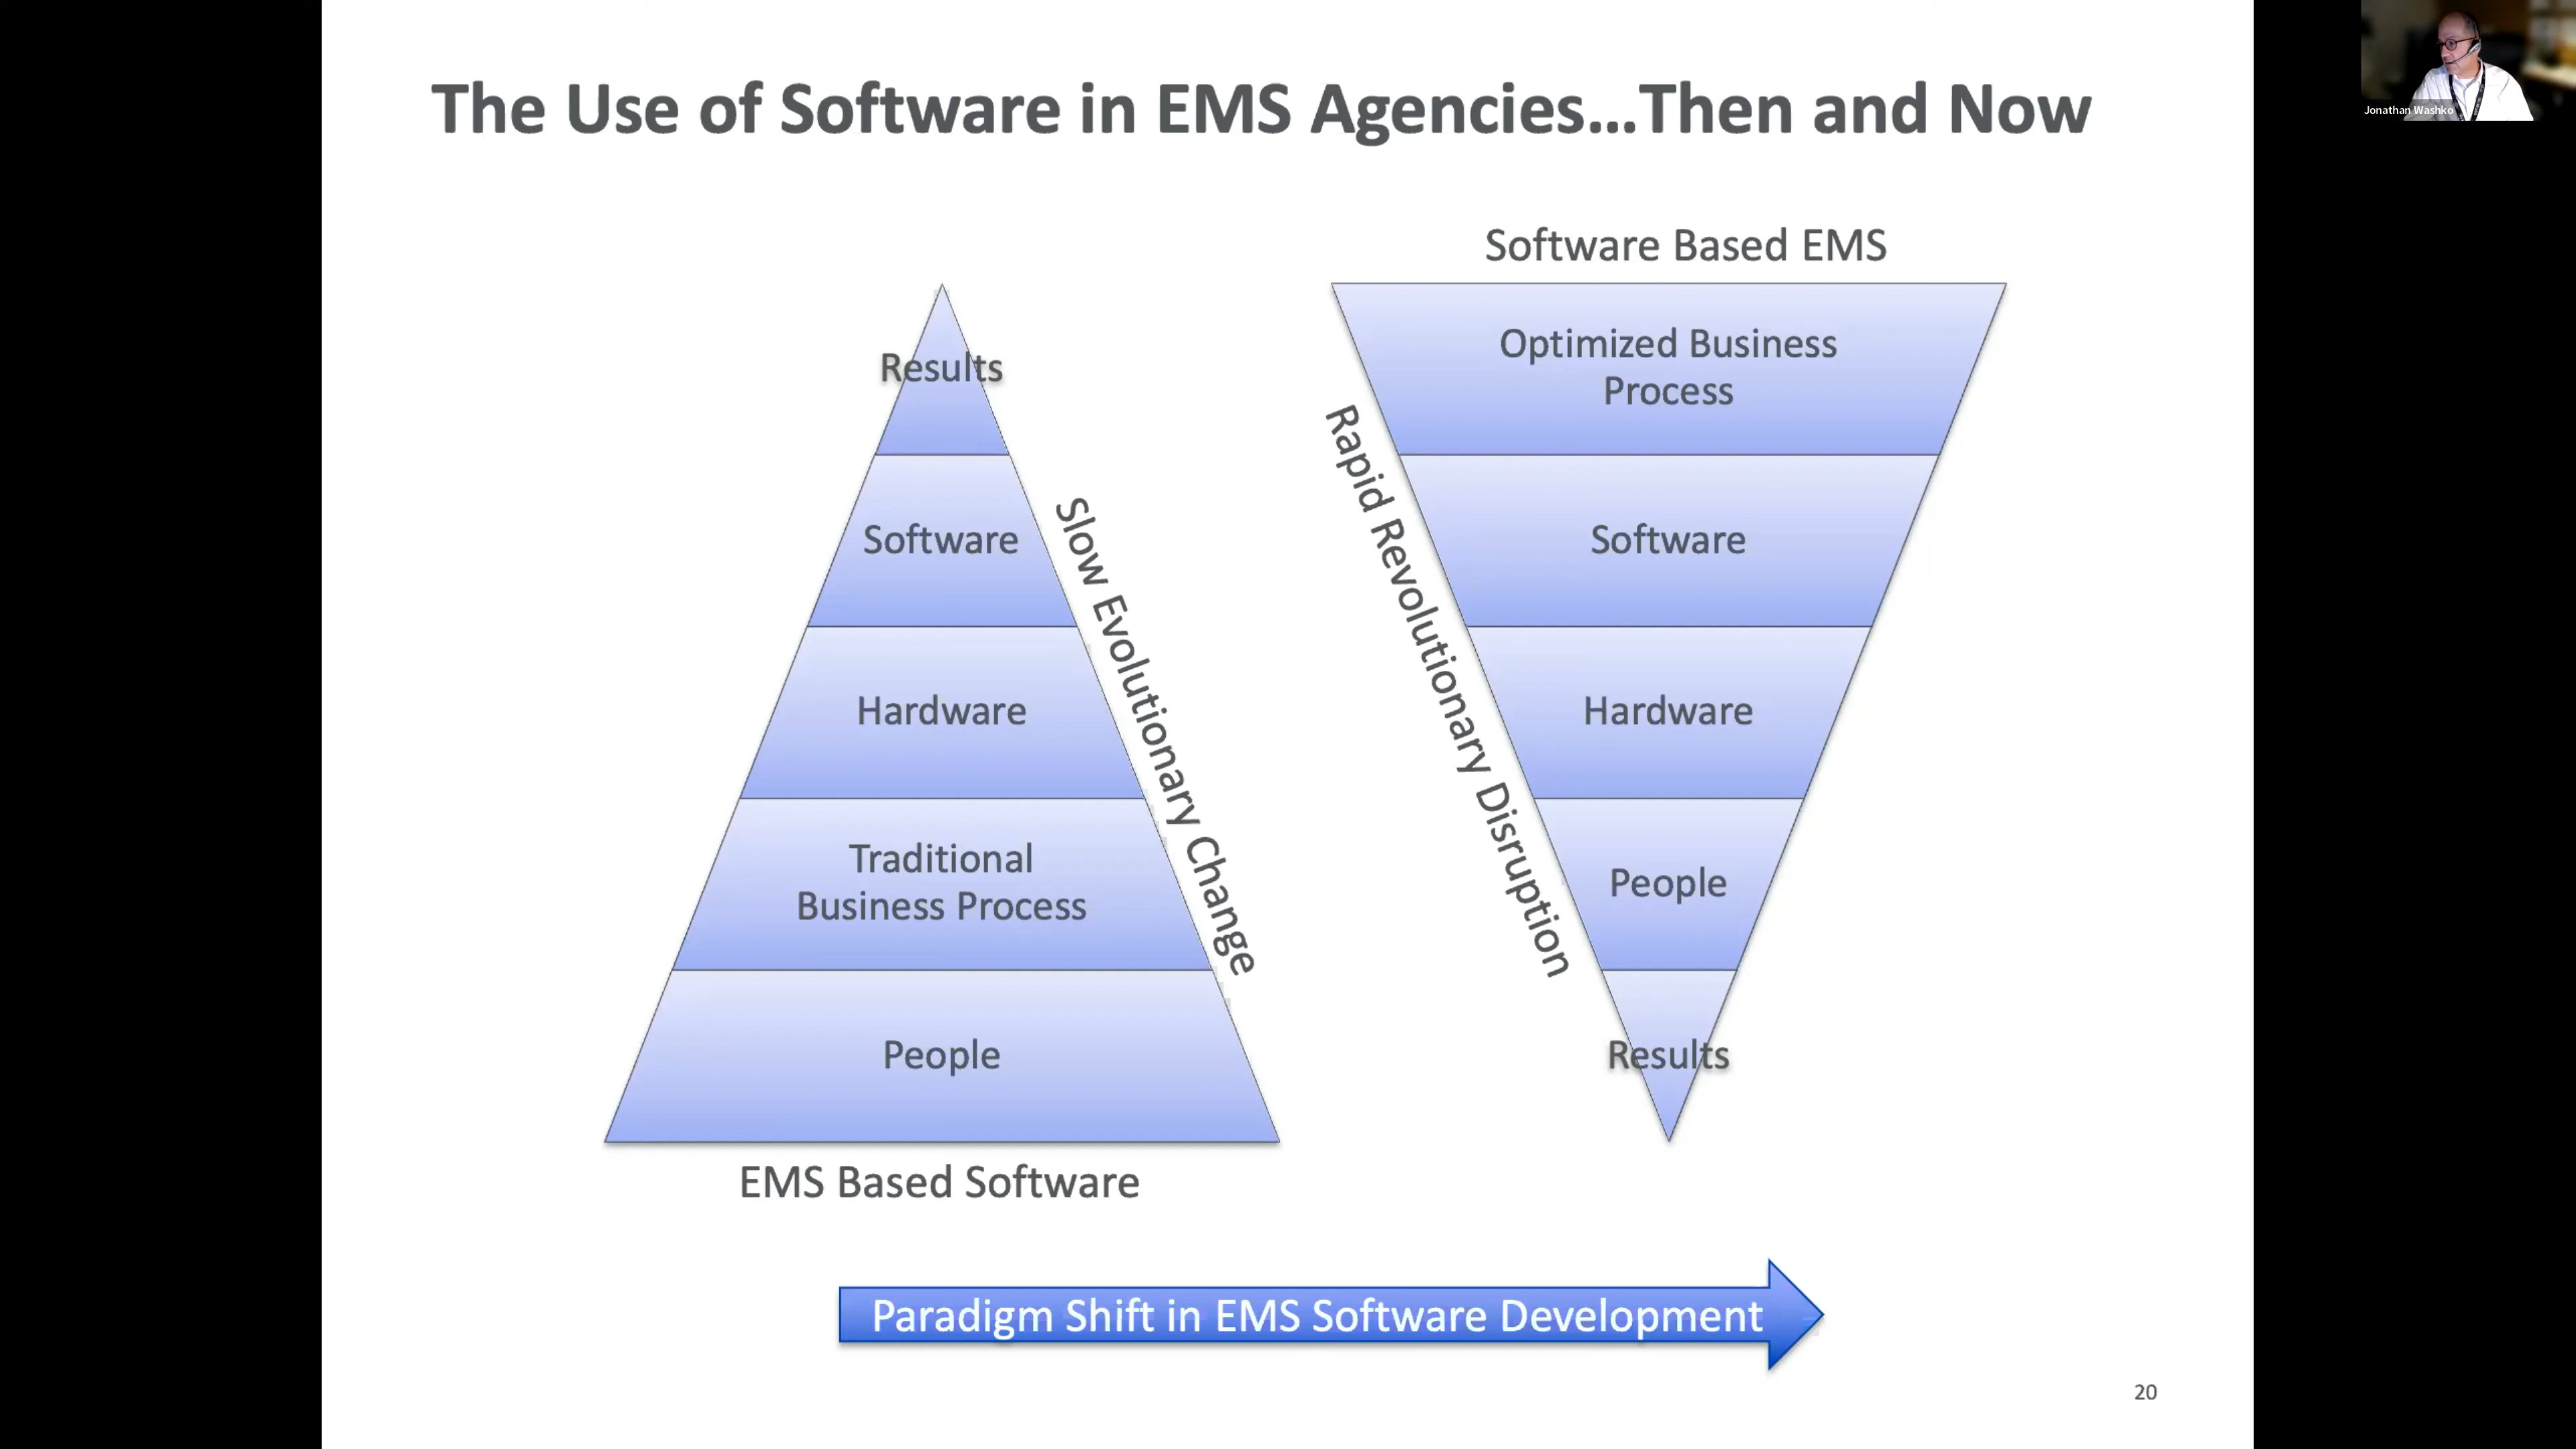 The Use of Software in EMS Agencies...Then and Now
Jonathan Washko
Results
Software
Hardware
Traditional
Business Process
People
Slow Evolutionary Change
EMS Based Software
Software Based EMS
Optimized Business
Process
Software
Hardware
People
Results
Rapid Revolutionary Disruption
Paradigm Shift in EMS Software Development
20